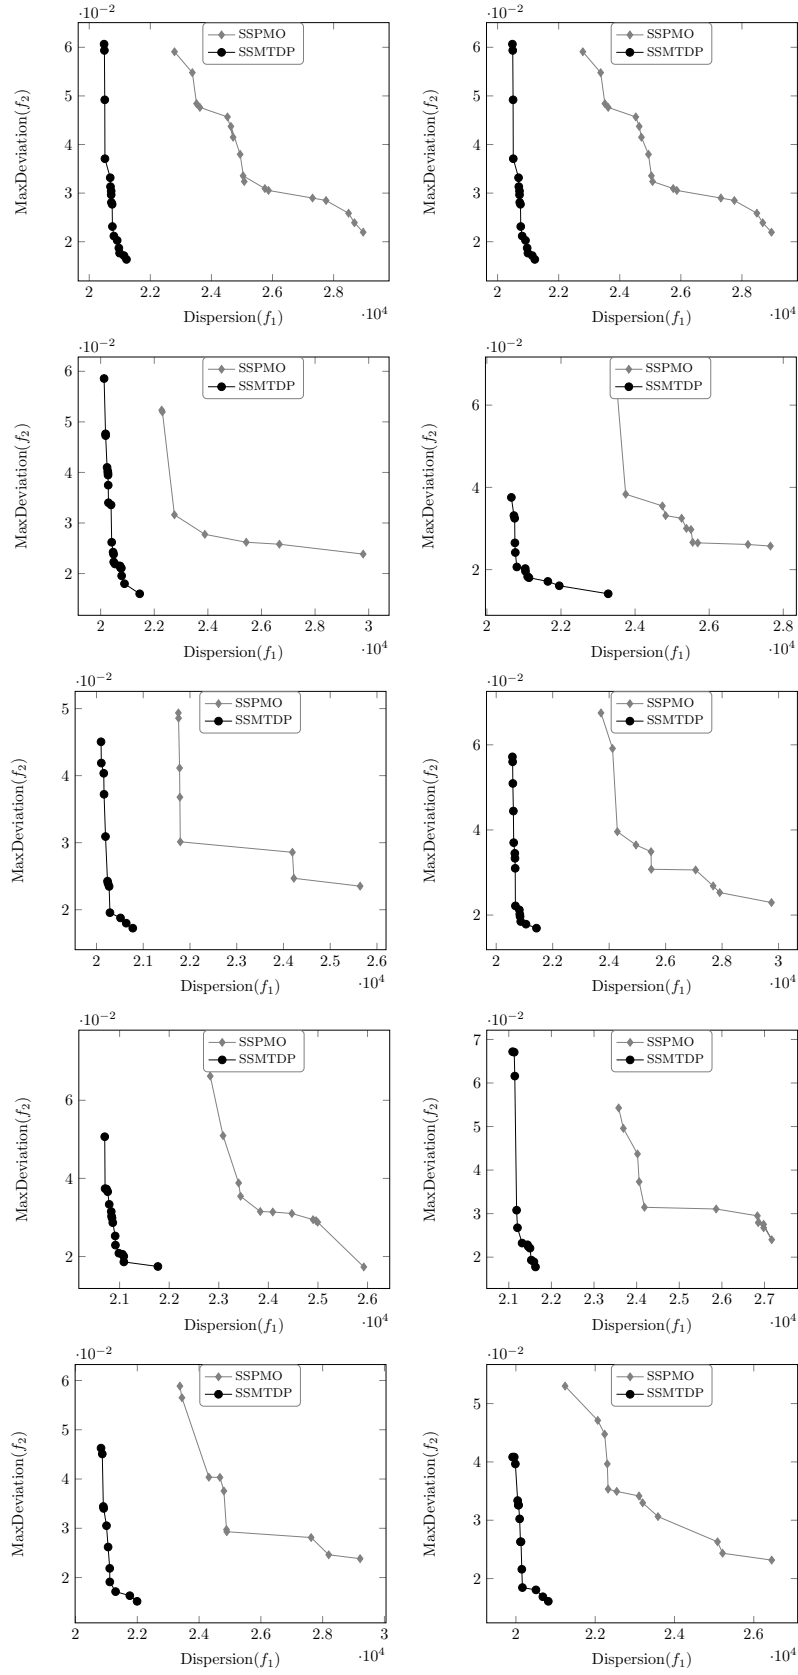 ·10⁻² ·10⁻²
SSPMO SSPMO
SSMTDP SSMTDP
6 6
5 5
4 4
3 3
2 2
MaxDeviation(f₂) MaxDeviation(f₂)
2 2.2 2.4 2.6 2.8 2 2.2 2.4 2.6 2.8
Dispersion(f₁) Dispersion(f₁)
·10⁴ ·10⁴
·10⁻² ·10⁻²
SSPMO SSPMO
SSMTDP SSMTDP
6 6
5
4 4
3
2 2
MaxDeviation(f₂) MaxDeviation(f₂)
2 2.2 2.4 2.6 2.8 3 2 2.2 2.4 2.6 2.8
Dispersion(f₁) Dispersion(f₁)
·10⁴ ·10⁴
·10⁻² ·10⁻²
SSPMO SSPMO
SSMTDP SSMTDP
5 6
4 4
3
2 2
MaxDeviation(f₂) MaxDeviation(f₂)
2 2.1 2.2 2.3 2.4 2.5 2.6 2 2.2 2.4 2.6 2.8 3
Dispersion(f₁) Dispersion(f₁)
·10⁴ ·10⁴
·10⁻² ·10⁻²
SSPMO SSPMO
SSMTDP SSMTDP
7
6 6
5
4 4
3
2 2
MaxDeviation(f₂) MaxDeviation(f₂)
2.1 2.2 2.3 2.4 2.5 2.6 2.1 2.2 2.3 2.4 2.5 2.6 2.7
Dispersion(f₁) Dispersion(f₁)
·10⁴ ·10⁴
·10⁻² ·10⁻²
SSPMO SSPMO
SSMTDP SSMTDP
6
5 5
4 4
3 3
2 2
MaxDeviation(f₂) MaxDeviation(f₂)
2 2.2 2.4 2.6 2.8 3 2 2.2 2.4 2.6
Dispersion(f₁) Dispersion(f₁)
·10⁴ ·10⁴